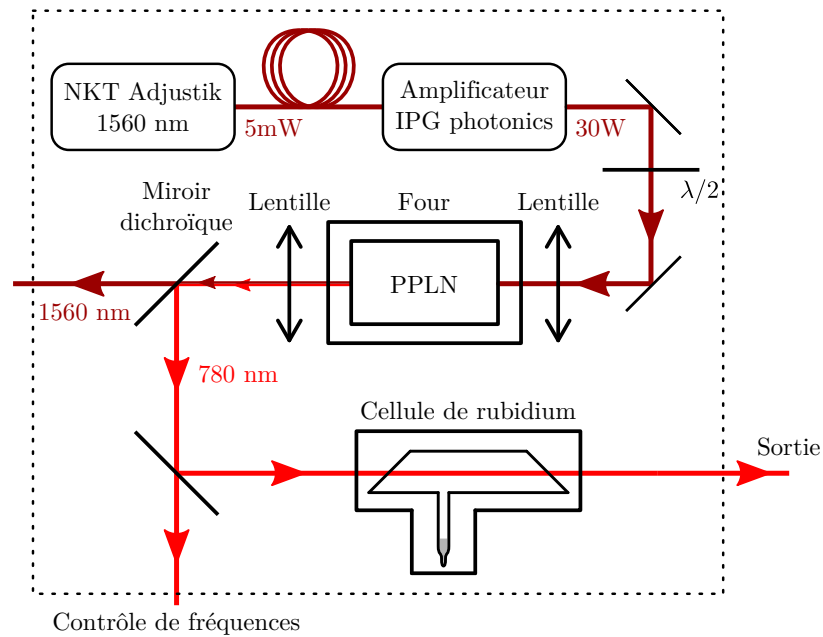 NKT Adjustik
1560 nm
5mW
Amplificateur
IPG photonics
30W
λ/2
Miroir
dichroïque
Lentille
Four
Lentille
PPLN
1560 nm
780 nm
Cellule de rubidium
Sortie
Contrôle de fréquences